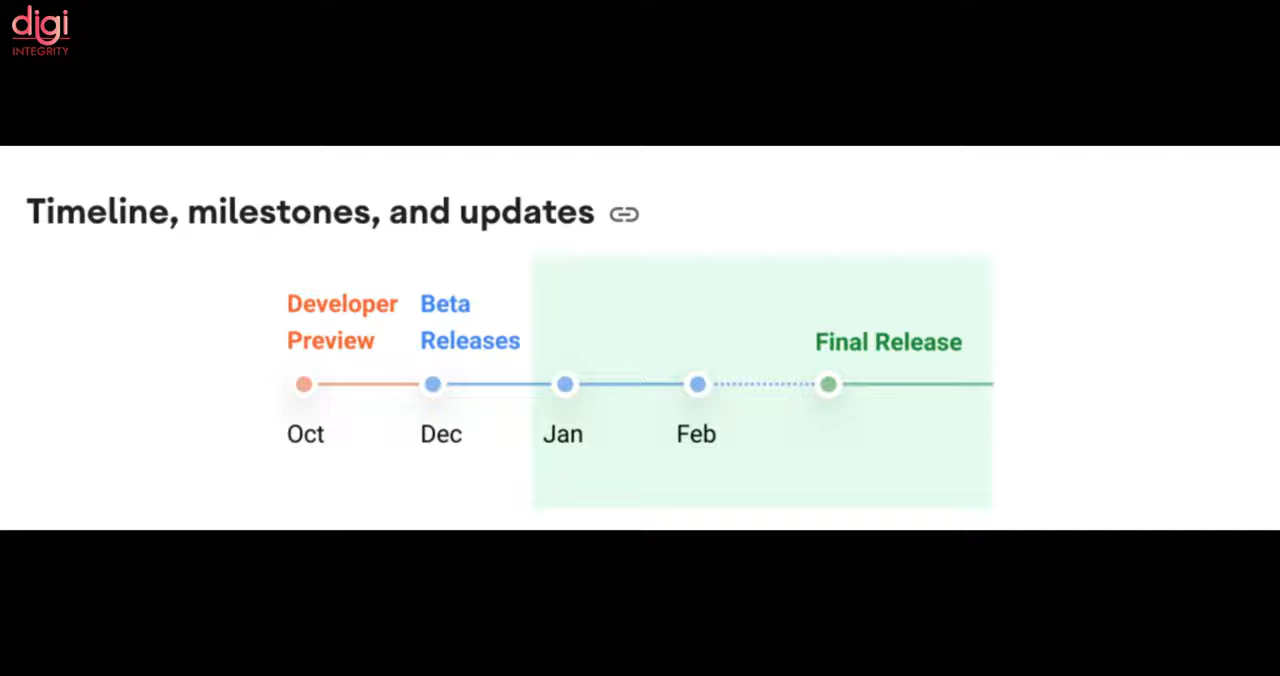 digi
INTEGRITY
Timeline, milestones, and updates
Developer Preview
Beta Releases
Final Release
Oct
Dec
Jan
Feb